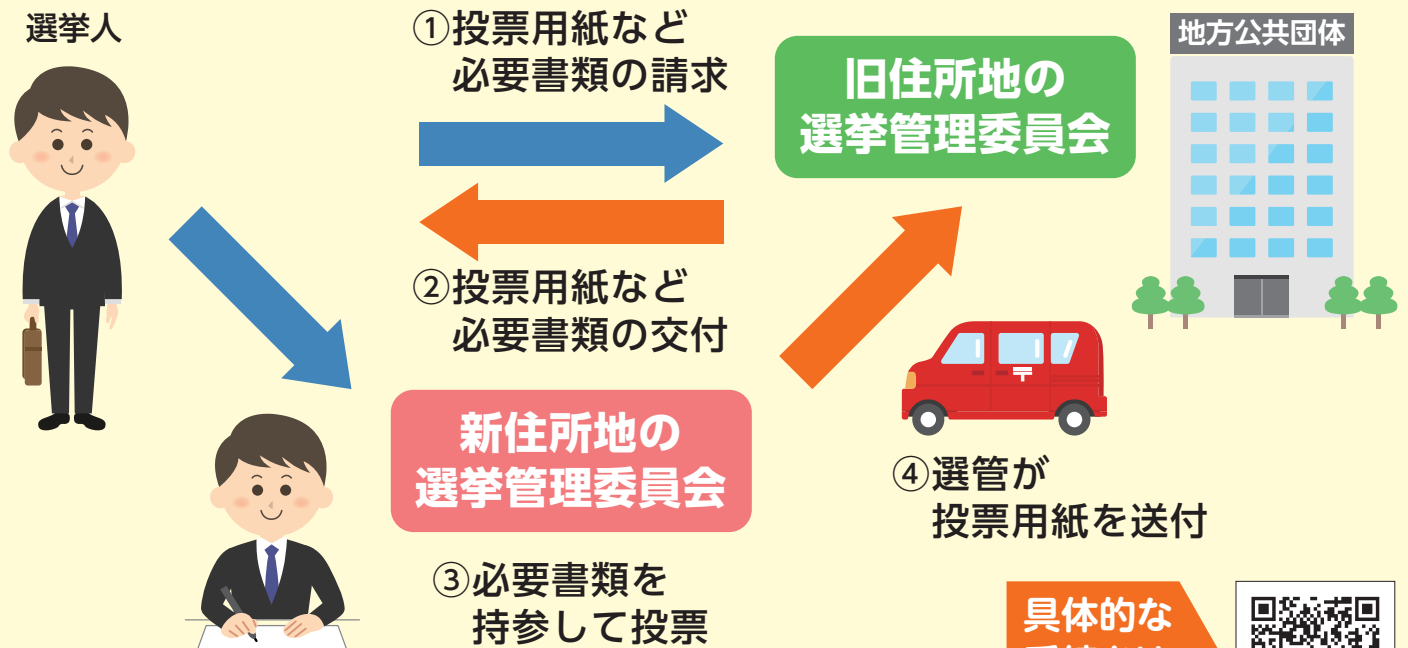 選挙人
①投票用紙など
必要書類の請求
旧住所地の
選挙管理委員会
地方公共団体
②投票用紙など
必要書類の交付
新住所地の
選挙管理委員会
④選管が
投票用紙を送付
③必要書類を
持参して投票
具体的な